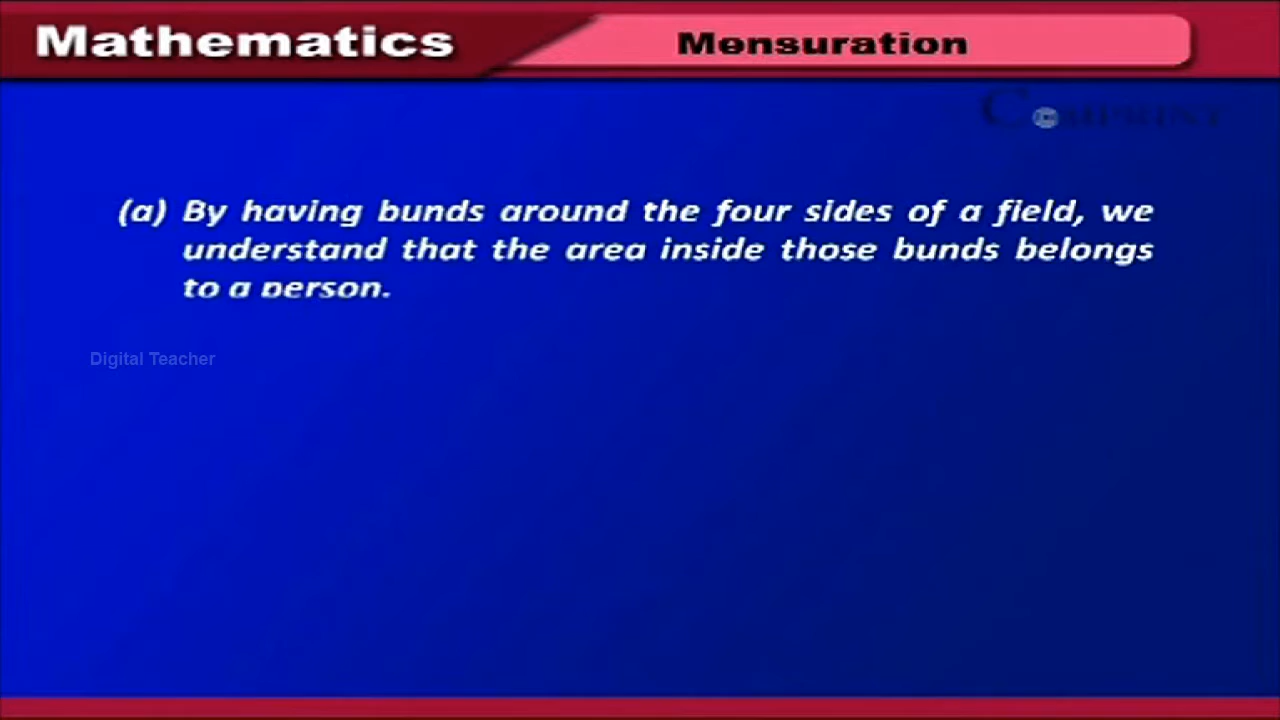 Mathematics
Mensuration
(a) By having bunds around the four sides of a field, we
understand that the area inside those bunds belongs
to a person.
Digital Teacher